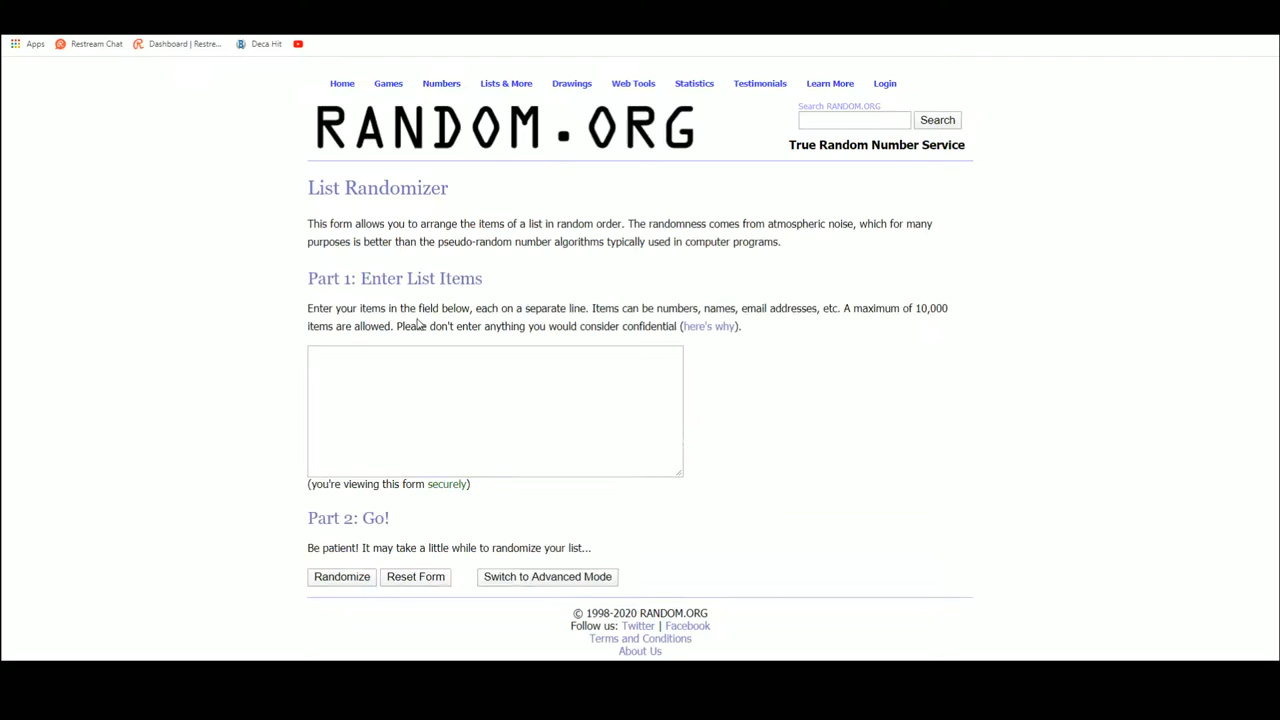 Apps Restream Chat Dashboard | Restre... Deca Hit
Home Games Numbers Lists & More Drawings Web Tools Statistics Testimonials Learn More Login
RANDOM.ORG
Search RANDOM.ORG
Search
True Random Number Service
List Randomizer
This form allows you to arrange the items of a list in random order. The randomness comes from atmospheric noise, which for many
purposes is better than the pseudo-random number algorithms typically used in computer programs.
Part 1: Enter List Items
Enter your items in the field below, each on a separate line. Items can be numbers, names, email addresses, etc. A maximum of 10,000
items are allowed. Please don't enter anything you would consider confidential (here's why).
(you're viewing this form securely)
Part 2: Go!
Be patient! It may take a little while to randomize your list...
Randomize Reset Form Switch to Advanced Mode
© 1998-2020 RANDOM.ORG
Follow us: Twitter | Facebook
Terms and Conditions
About Us